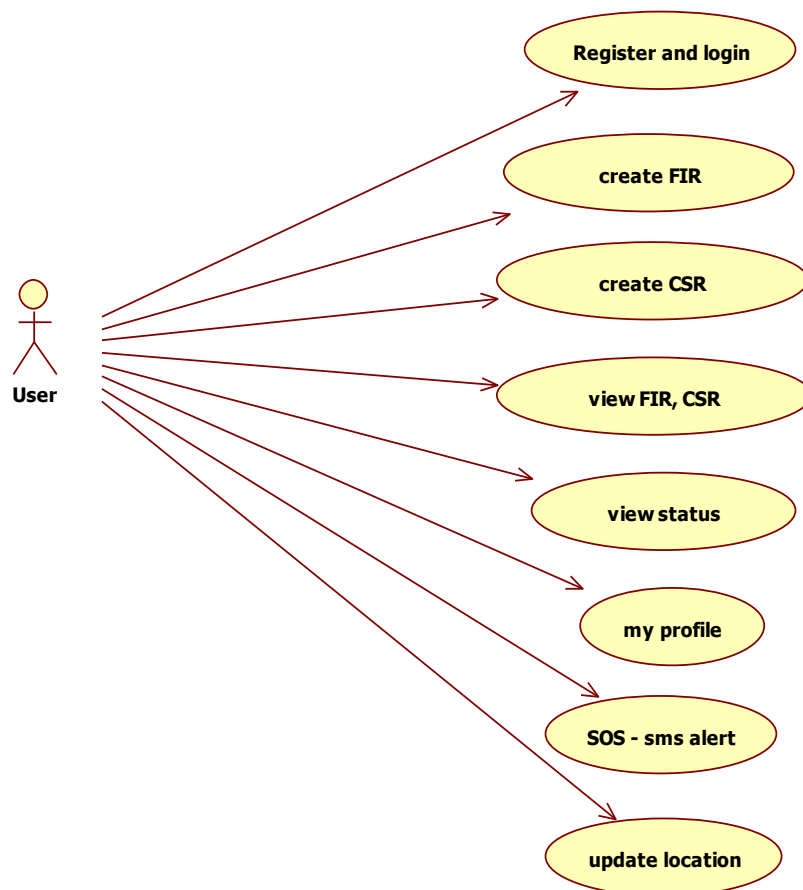 Register and login
create FIR
create CSR
User
view FIR, CSR
view status
my profile
SOS - sms alert
update location